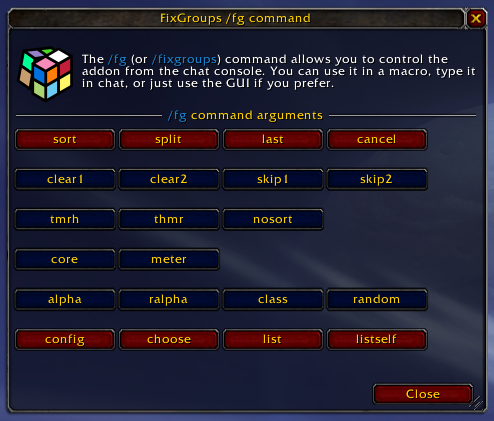 FixGroups /fg command
The /fg (or /fixgroups) command allows you to control the
addon from the chat console. You can use it in a macro, type it
in chat, or just use the GUI if you prefer.
/fg command arguments
sort split last cancel
clear1 clear2 skip1 skip2
tmrh thmr nosort
core meter
alpha ralpha class random
config choose list listself
Close